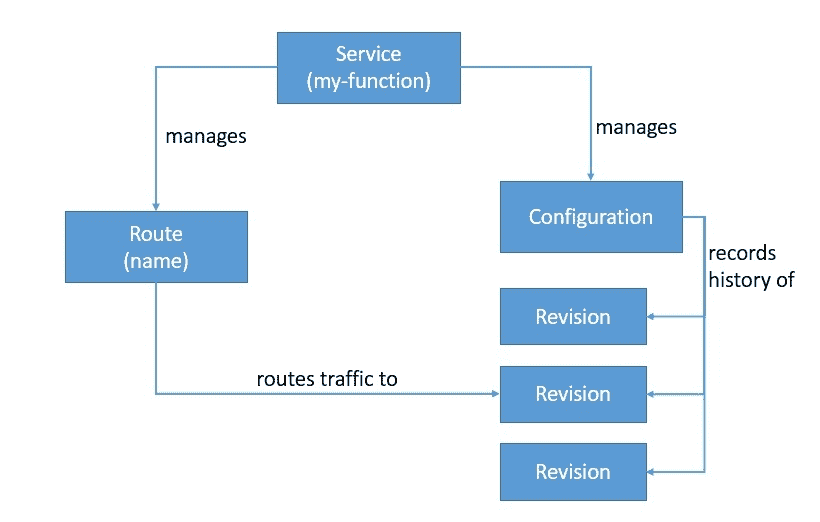 Service
(my-function)
manages
manages
Route
(name)
Configuration
records
history of
Revision
routes traffic to
Revision
Revision